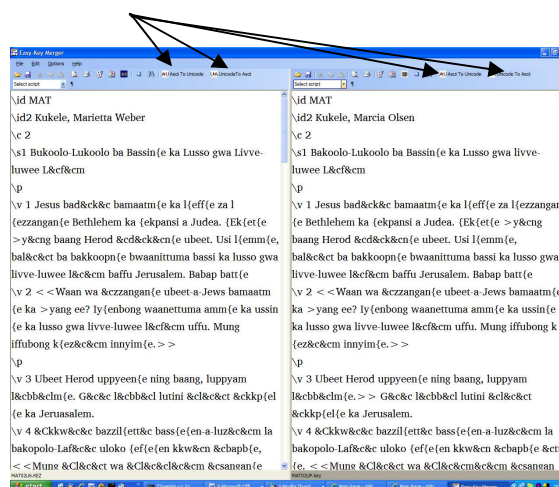 Easy-Key Merger
File Edit Options Help
A›U Ascii To Unicode U›A UnicodeTo Ascii
A›U Ascii To Unicode UnicodeTo Ascii
Select script ¶
Select script ¶
\id MAT
\id2 Kukele, Marietta Weber
\c 2
\s1 Bukoolo-Lukoolo ba Bassin{e ka Lusso gwa Livve-
luwee L&cf&cm
\p
\v 1 Jesus bad&ck&c bamaatm{e ka l{eff{e za l
{ezzangan{e Bethlehem ka {ekpansi a Judea. {Ek{et{e
>y&cng baang Herod &cd&ck&cn{e ubeet. Usi l{emm{e,
bal&c&ct ba bakkoopn{e bwaanittuma bassi ka lusso gwa
livve-luwee l&c&cm baffu Jerusalem. Babap batt{e
\v 2 <<Waan wa &czzangan{e ubeet-a-Jews bamaatm
{e ka >yang ee? Iy{enbong waanettuma amm{e ka ussin
{e ka lusso gwa livve-luwee l&cf&cm uffu. Mung
iffubong k{ez&c&cm innyim{e.>>
\p
\v 3 Ubeet Herod uppyeen{e ning baang, luppyam
l&cbb&clm{e. G&c&c l&cbb&cl lutini &cl&c&ct &ckkp{el
{e ka Jeruasalem.
\v 4 &Ckkw&c&c bazzil{ett&c bass{e{en-a-luz&c&cm la
bakopolo-Laf&c&c uloko {ef{e{en kkw&cn &cbapb{e,
<<Mung &Cl&c&ct wa &Cl&c&cl&c&cm &csangan{e
MAT02U6.KEZ
\id MAT
\id2 Kukele, Marcia Olsen
\c 2
\s1 Bukoolo-Lukoolo ba Bassin{e ka Lusso gwa livve-
luwee L&cf&cm
\p
\v 1 Jesus bad&ck&c bamaatm{e ka l{eff{e za l{ezzangan
{e Bethlehem ka {ekpansi a Judea. {Ek{et{e >y&cng
baang Herod &cd&ck&cn{e ubeet. Usi l{emm{e,
bal&c&ct ba bakkoopn{e bwaanittuma bassi ka lusso gwa
livve-luwee l&c&cm baffu Jerusalem. Babap batt{e
\v 2 <<Waan wa &czzangan{e ubeet-a-Jews bamaatm{e
ka >yang ee? Iy{enbong waanettuma amm{e ka ussin{e
ka lusso gwa livve-luwee l&cf&cm uffu. Mung iffubong k
{ez&c&cm innyim{e.>>
\p
\v 3 Ubeet Herod uppyeen{e ning baang, luppyam
l&cbb&clm{e.>> G&c&c l&cbb&cl lutini &cl&c&ct
&ckkp{el{e ka Jerusalem.
\v 4 &Ckkw&c&c bazzil{ett&c bass{e{en-a-luz&c&cm la
bakopolo-Laf&c&c uloko {ef{e{en kkw&cn &cbapb{e &ct
{e, <<Mung &Cl&c&ct wa &Cl&c&cm&c&cm &csangan
MAT02UP.kez
start